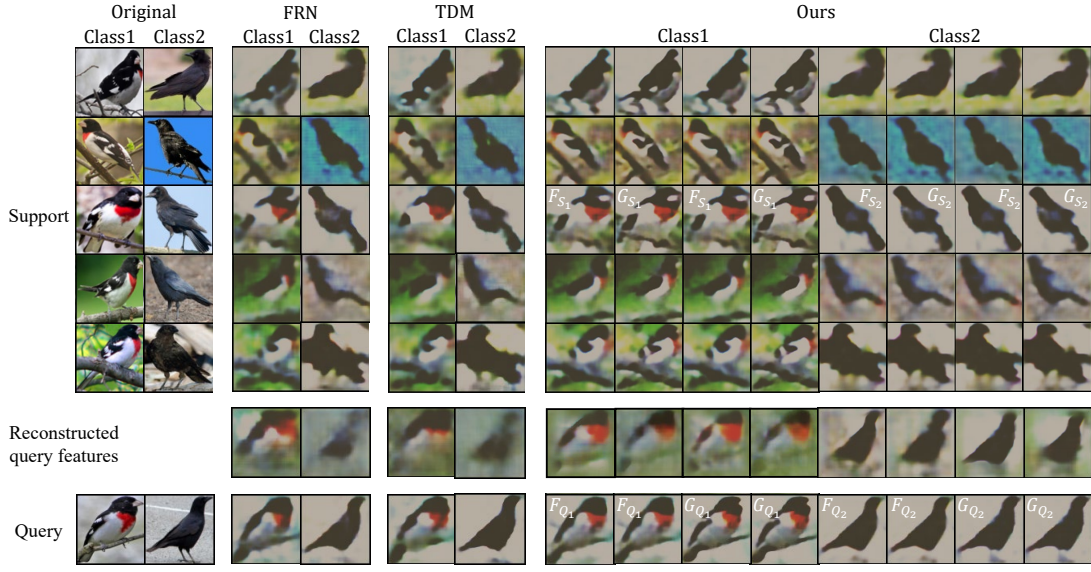 Original FRN TDM Ours
Class1 Class2 Class1 Class2 Class1 Class2 Class1 Class2
Support
F_{S_1} G_{S_1} F_{S_1} G_{S_1} F_{S_2} G_{S_2} F_{S_2} G_{S_2}
Reconstructed
query features
Query
F_{Q_1} F_{Q_1} G_{Q_1} G_{Q_1} F_{Q_2} F_{Q_2} G_{Q_2} G_{Q_2}